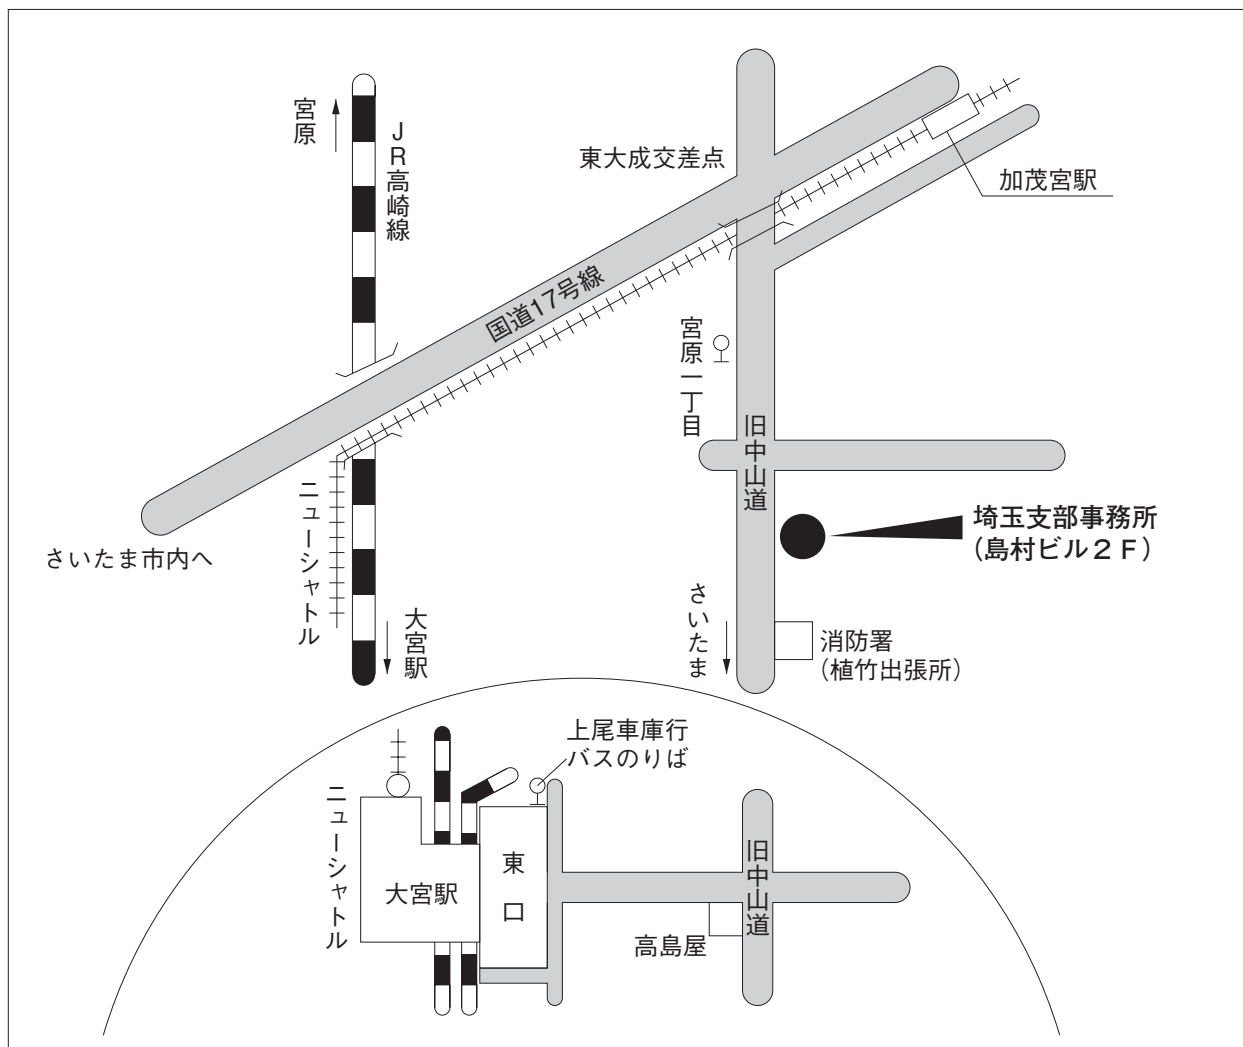 宮原
JR高崎線
東大成交差点
加茂宮駅
国道17号線
宮原一丁目
旧中山道
埼玉支部事務所
(島村ビル2F)
さいたま市内へ
ニューシャトル
大宮駅
さいたま
消防署
(植竹出張所)
上尾車庫行
バスのりば
ニューシャトル
大宮駅
東口
旧中山道
高島屋